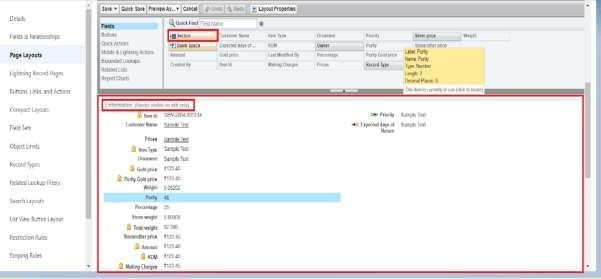 Details
Fields & Relationships
Page Layouts
Lightning Record Pages
Buttons, Links, and Actions
Compact Layouts
Field Sets
Object Limits
Record Types
Related Lookup Filters
Search Layouts
List View Button Layout
Restriction Rules
Scoping Rules
Save Quick Save Preview As... Cancel Undo Redo Layout Properties
Fields
Buttons
Quick Actions
Mobile & Lightning Actions
Expanded Lookups
Related Lists
Report Charts
Quick Find Field Name
Section Customer Name Item Type Ornament Priority Silver price Weight
Blank Space Expected days of... KDM Owner Purity Stonemtter price
Amount Gold price Last Modified By Percentage Purity Gold price
Created By Item Id Making Charges Prices Record Type
Label: Purity
Name: Purity
Type: Number
Length: 2
Decimal Places: 0
This item is currently in use (click to locate)
Information (Header visible on edit only)
Item Id
Customer Name Sample Text
Prices Sample Text
Item Type Sample Text
Ornament Sample Text
Gold price ₹123.45
Purity Gold price ₹123.45
Weight
Purity
Percentage
Stone weight
Total weight
Stonemtter price ₹123.45
Amount ₹123.45
KDM ₹123.45
Making Charges ₹123.45
Priority Sample Text
Expected days of Return Sample Text